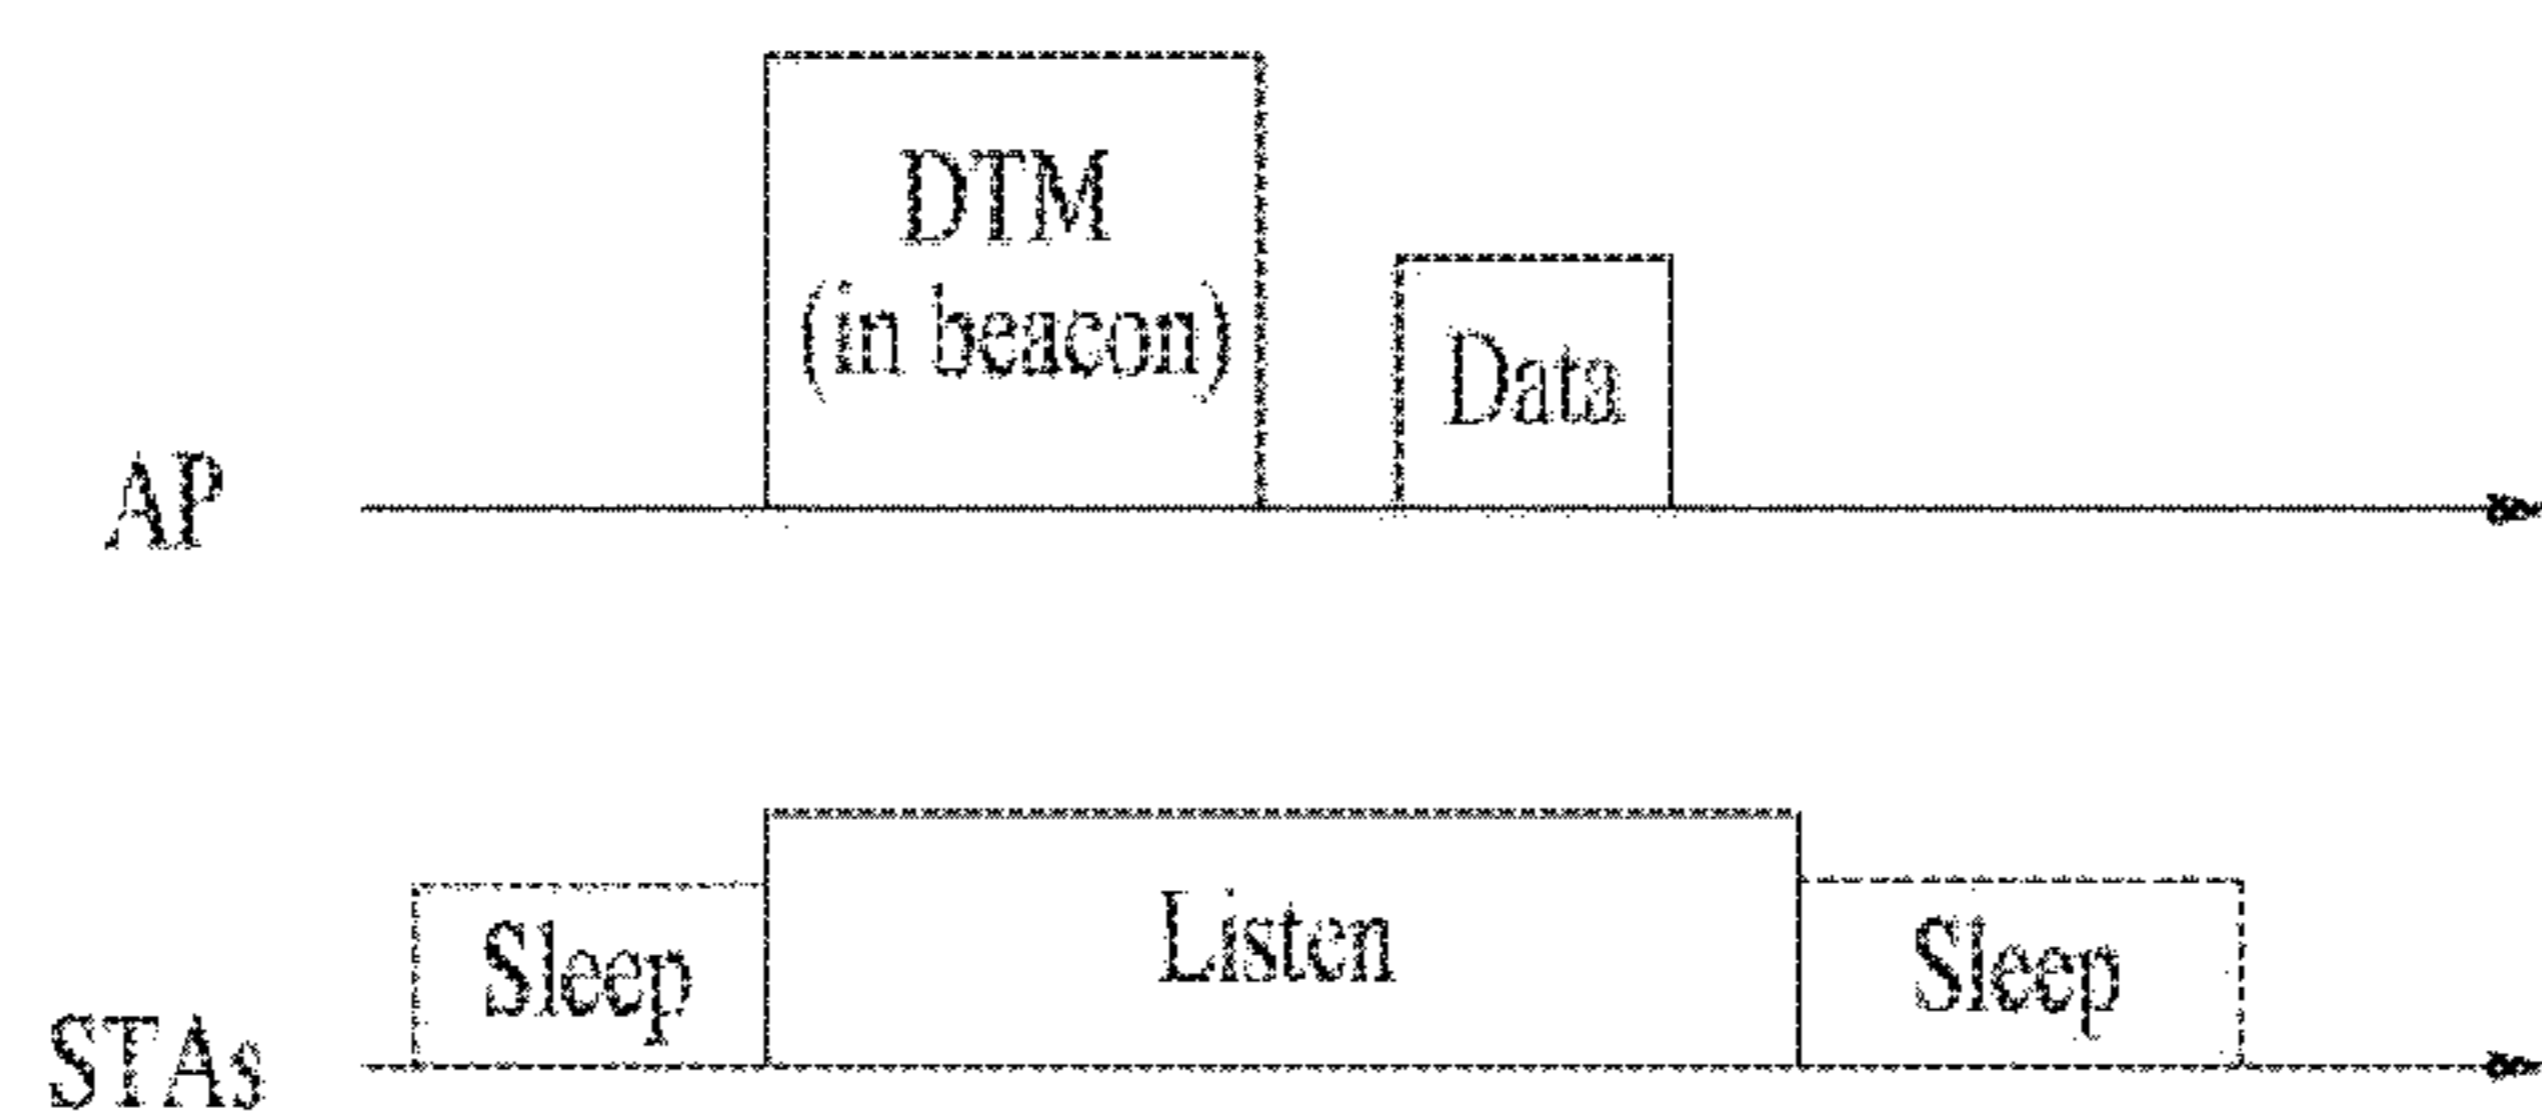 DTM
(in beacon)
Data
AP
Sleep
Listen
Sleep
STAs